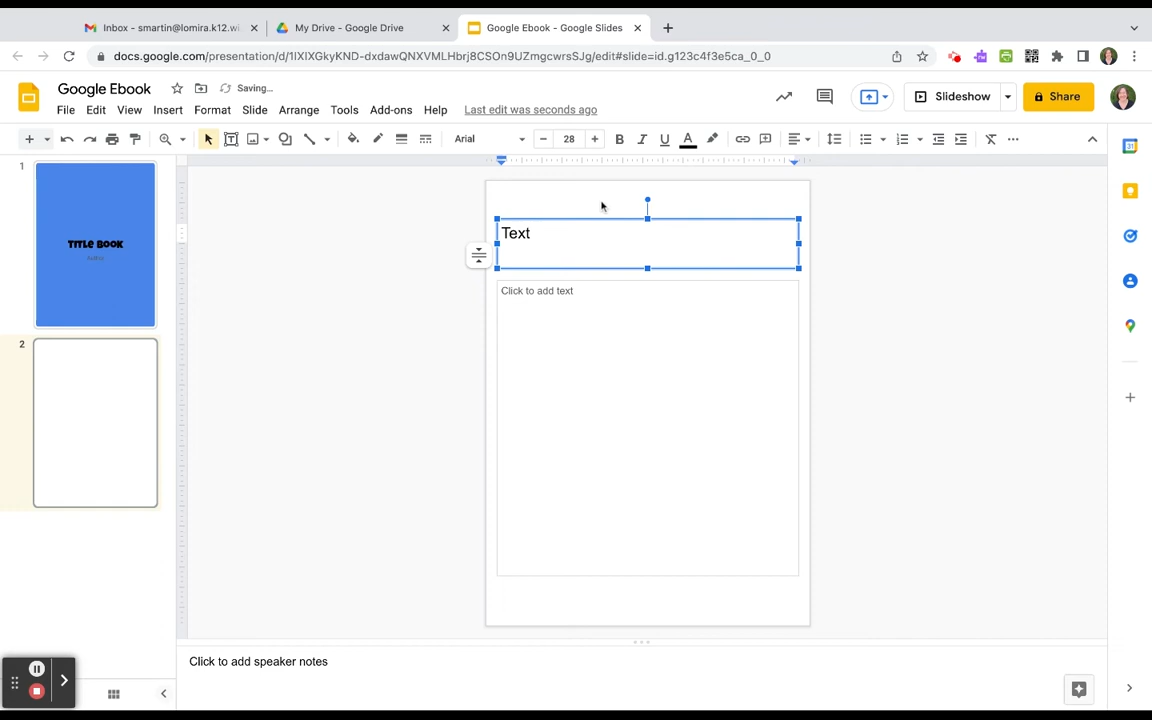 Inbox - smartin@lomira.k12.wi
My Drive - Google Drive
Google Ebook - Google Slides
docs.google.com/presentation/d/1IXIXGkyKND-dxdawQNXVMLHbrj8CSOn9UZmgcwrsSJg/edit#slide=id.g123c4f3e5ca_0_0
Google Ebook
Saving...
File Edit View Insert Format Slide Arrange Tools Add-ons Help Last edit was seconds ago
Slideshow
Share
Arial
28
1
TITLE BOOK
Author
2
Text
Click to add text
Click to add speaker notes